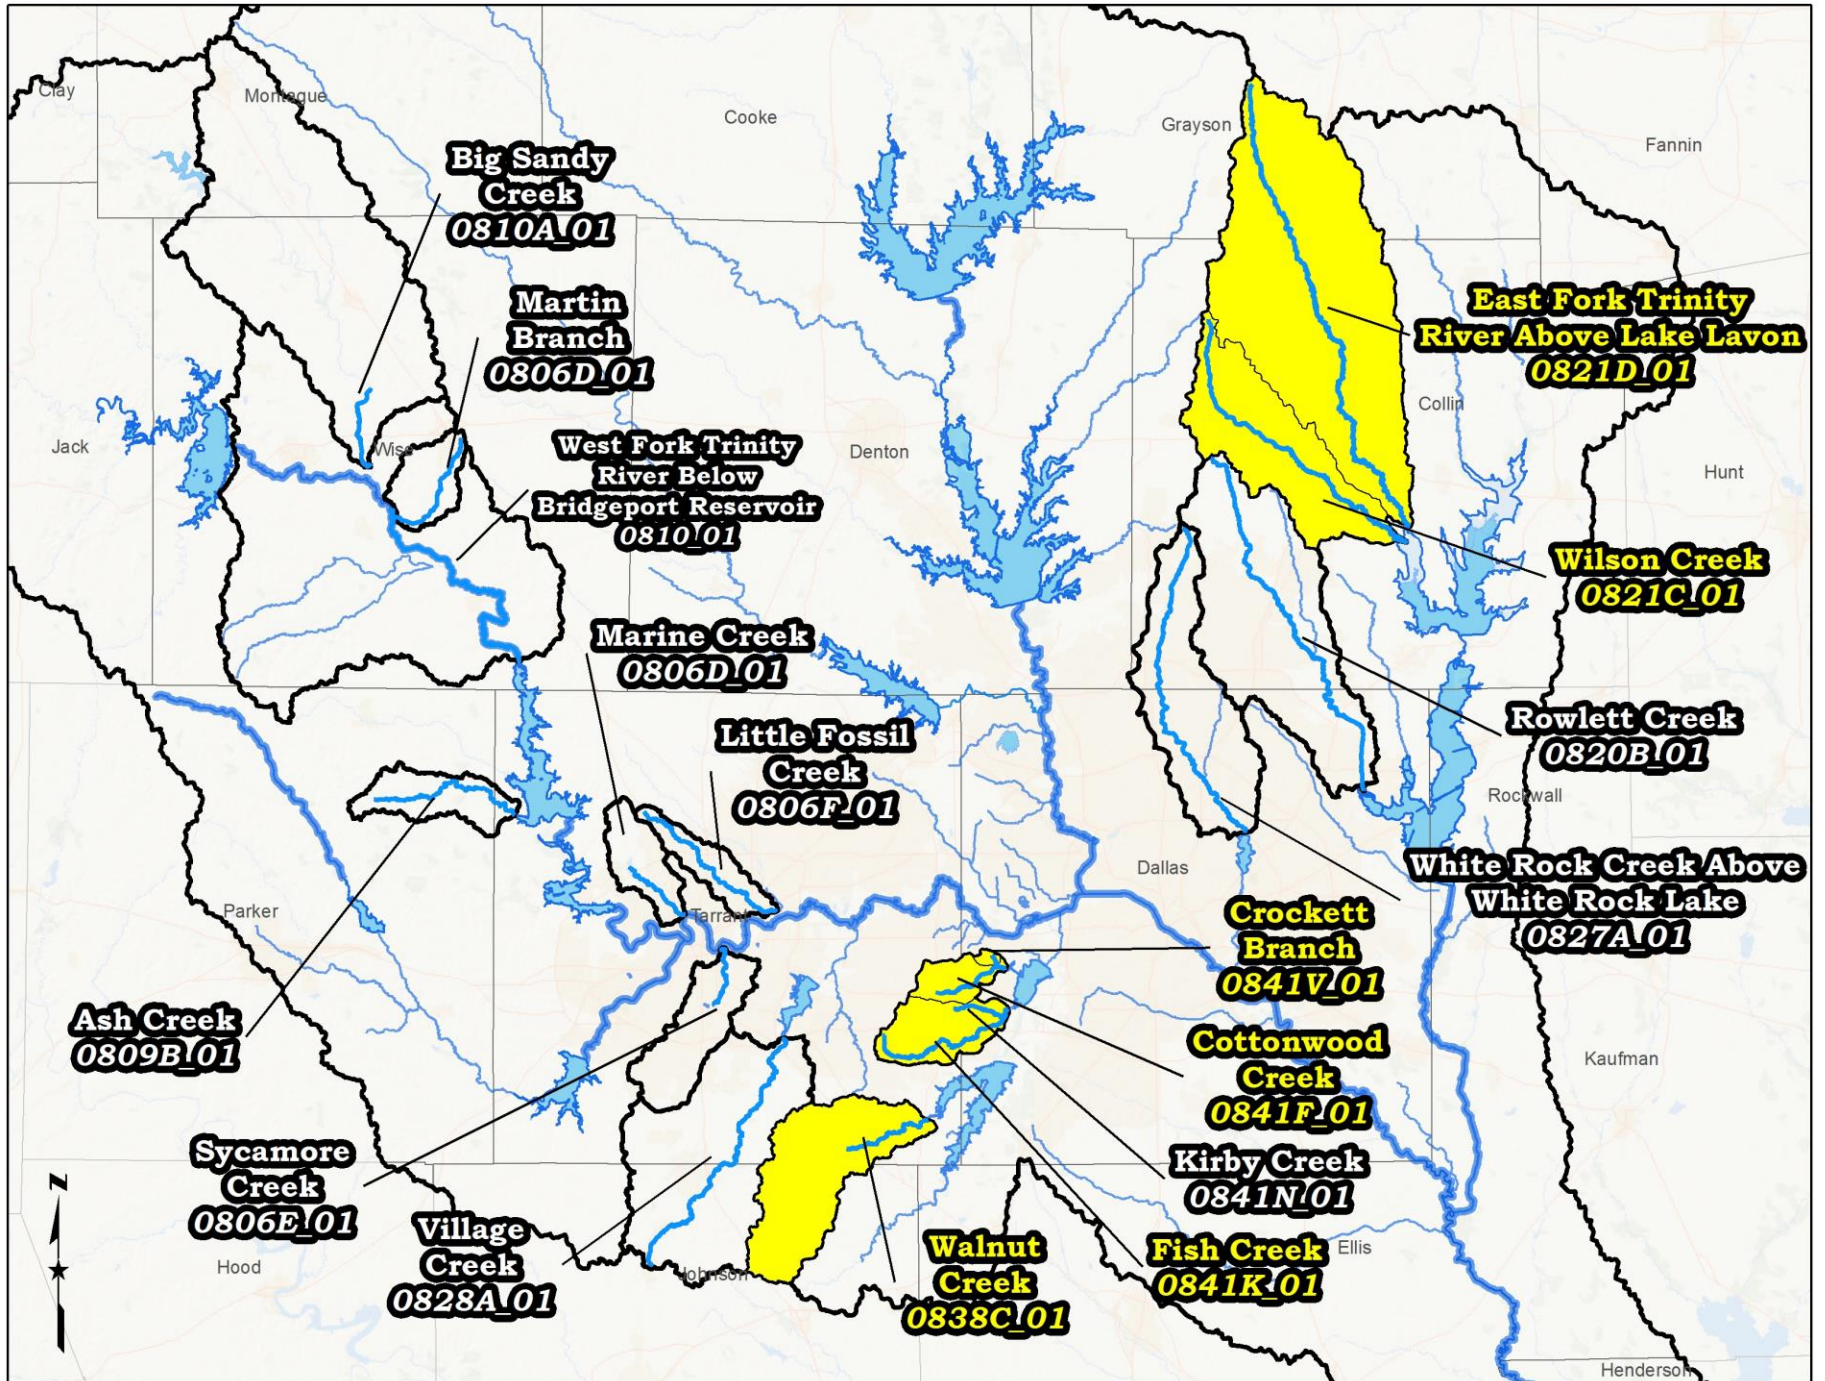 Clay
Montague
Cooke
Grayson
Fannin
Big Sandy
Creek
0810A_01
Martin
Branch
0806D_01
East Fork Trinity
River Above Lake Lavon
0821D_01
Collin
Jack
Wise
West Fork Trinity
River Below
Bridgeport Reservoir
0810_01
Denton
Hunt
Wilson Creek
0821C_01
Marine Creek
0806D_01
Little Fossil
Creek
0806F_01
Rowlett Creek
0820B_01
Rockwall
Dallas
White Rock Creek Above
White Rock Lake
0827A_01
Parker
Tarrant
Crockett
Branch
0841V_01
Ash Creek
0809B_01
Cottonwood
Creek
0841F_01
Kaufman
Sycamore
Creek
0806E_01
Kirby Creek
0841N_01
Village
Creek
0828A_01
Walnut
Creek
0838C_01
Fish Creek
0841K_01
Ellis
Hood
Johnson
Henderson
N